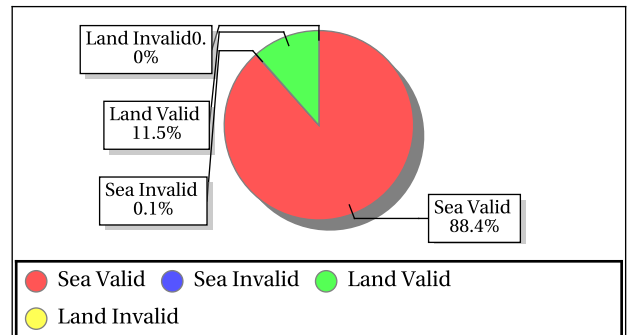 Land Invalid0.
0%
Land Valid
11.5%
Sea Invalid
0.1%
Sea Valid
88.4%
Sea Valid Sea Invalid Land Valid
Land Invalid